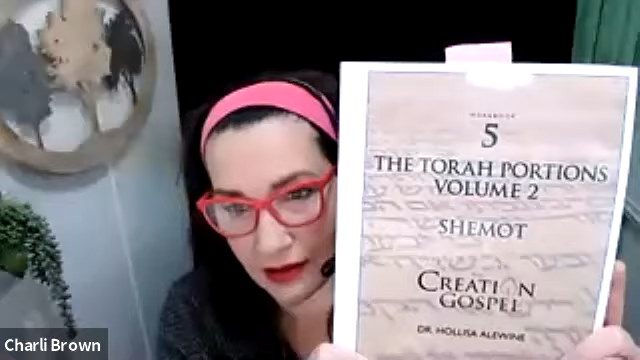 WORKBOOK
5
THE TORAH PORTIONS
VOLUME 2
SHEMOT
CREATION
GOSPEL
DR. HOLLISA ALEWINE
Charli Brown